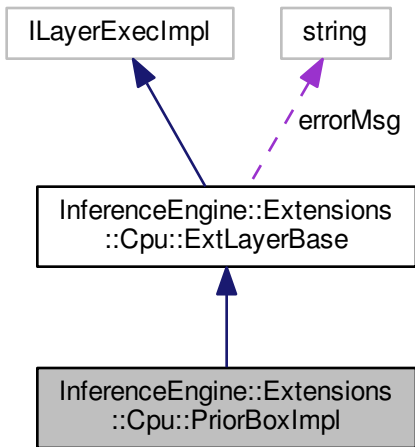 ILayerExecImpl
string
errorMsg
InferenceEngine::Extensions
::Cpu::ExtLayerBase
InferenceEngine::Extensions
::Cpu::PriorBoxImpl